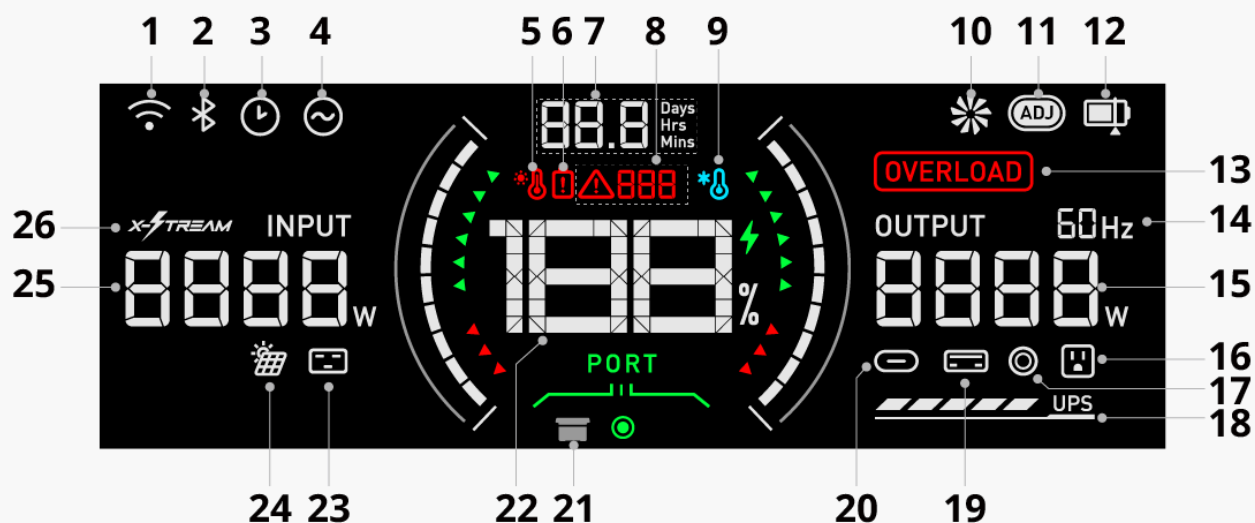 1 2 3 4 5 6 7 8 9 10 11 12
88.8 Days
Hrs
Mins
ADJ
! ! 888
OVERLOAD 13
26 X-STREAM INPUT
OUTPUT 60Hz 14
25 8888 W
188 %
8888 W 15
PORT
16
17
UPS
18
24 23 22 21 20 19